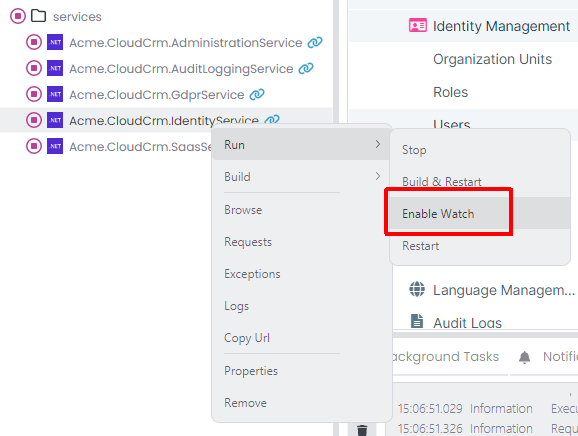 services
.NET Acme.CloudCrm.AdministrationService
.NET Acme.CloudCrm.AuditLoggingService
.NET Acme.CloudCrm.GdprService
.NET Acme.CloudCrm.IdentityService
.NET Acme.CloudCrm.SaasSe
Run
Build
Browse
Requests
Exceptions
Logs
Copy Url
Properties
Remove
Stop
Build & Restart
Enable Watch
Restart
Identity Management
Organization Units
Roles
Users
Language Managem...
Audit Logs
ackground Tasks
Notific
15:06:51.029 Information Execu
15:06:51.326 Information Requ